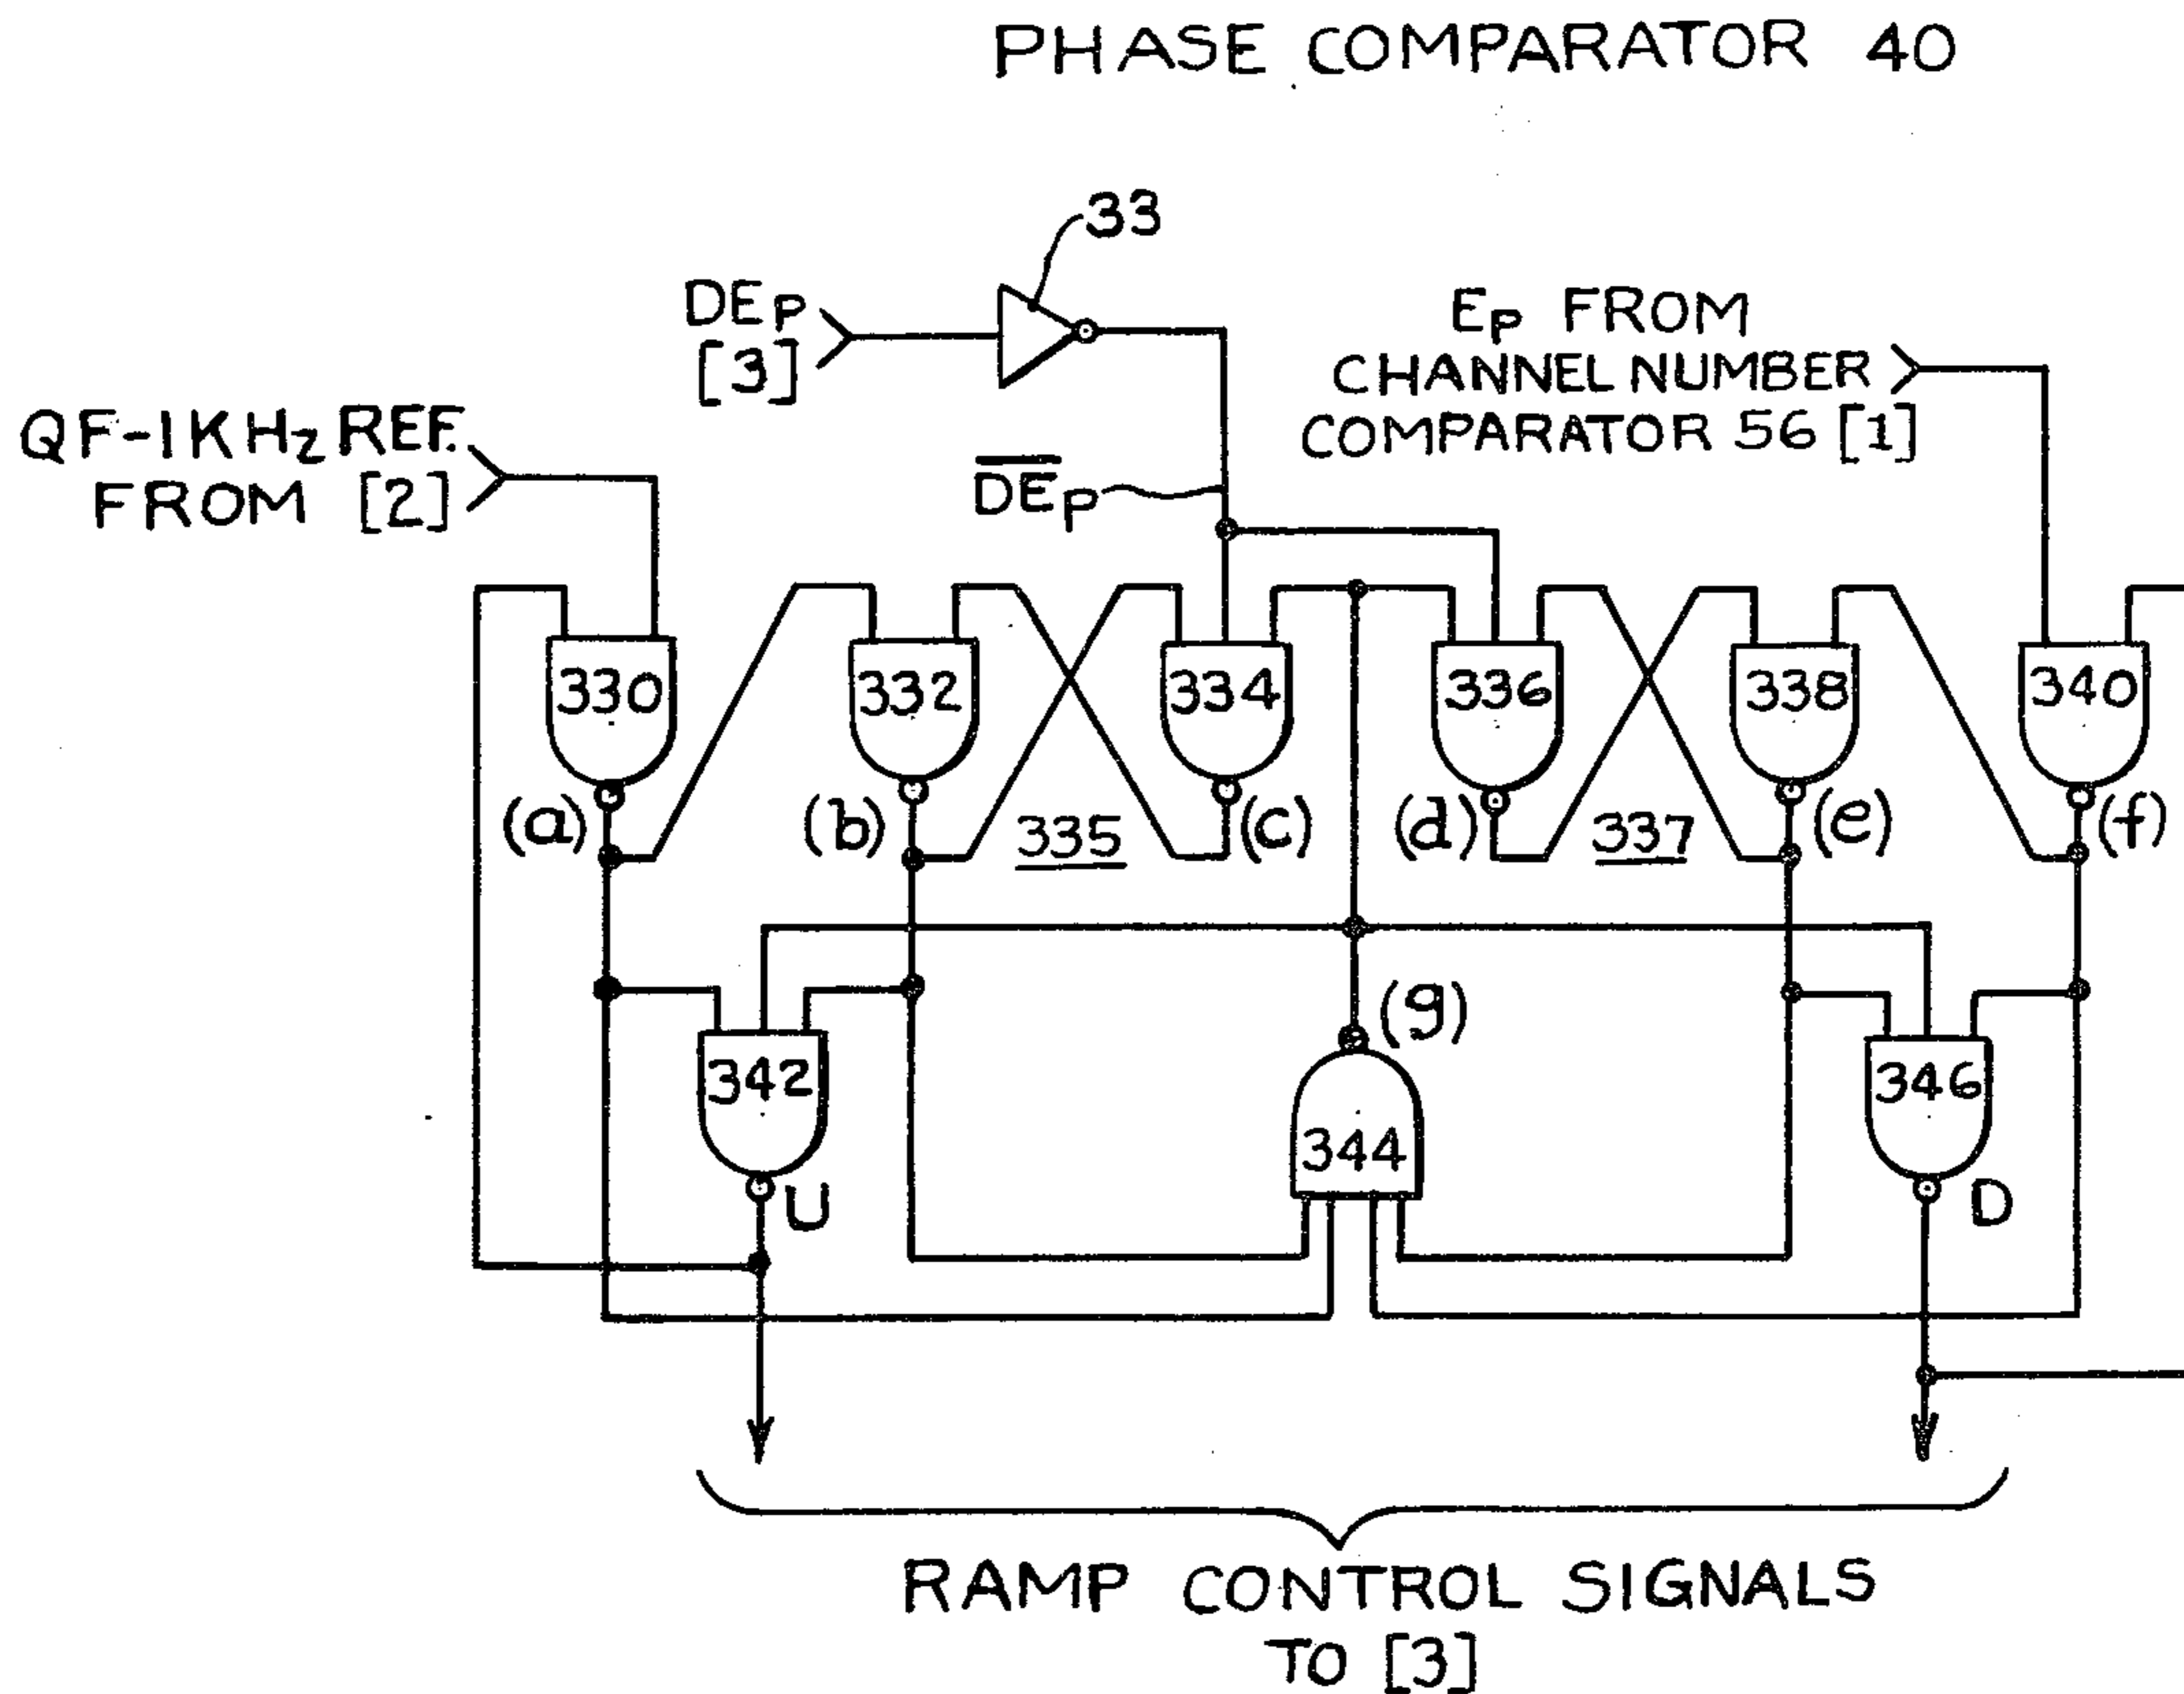 PHASE COMPARATOR 40
33
DEP
[3]
EP FROM
CHANNEL NUMBER
COMPARATOR 56 [1]
QF-1KHZ REF.
FROM [2]
DEP
330
332
334
336
338
340
(a)
(b)
335
(c)
(d)
337
(e)
(f)
(g)
342
344
346
U
D
RAMP CONTROL SIGNALS
TO [3]